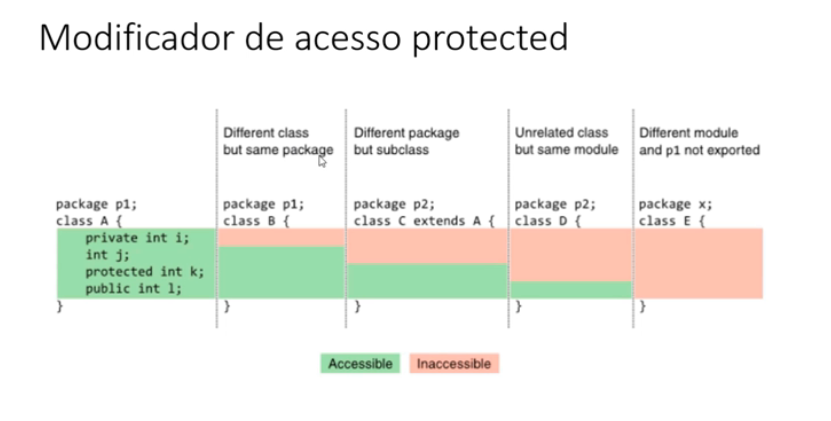 Modificador de acesso protected
Different class
but same package
Different package
but subclass
Unrelated class
but same module
Different module
and p1 not exported
package p1;
class A {
private int i;
int j;
protected int k;
public int l;
}
package p1;
class B {
}
package p2;
class C extends A {
}
package p2;
class D {
}
package x;
class E {
}
Accessible
Inaccessible